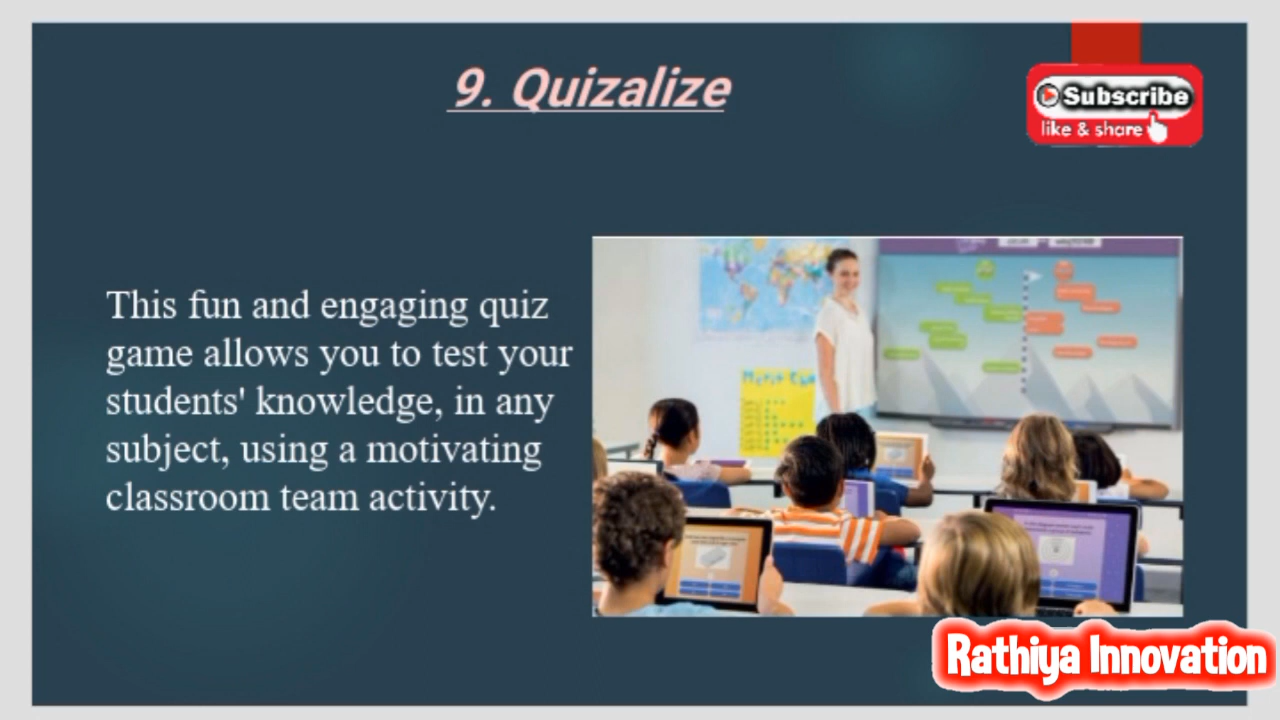 9. Quizalize
Subscribe
like & share
This fun and engaging quiz
game allows you to test your
students' knowledge, in any
subject, using a motivating
classroom team activity.
Rathiya Innovation